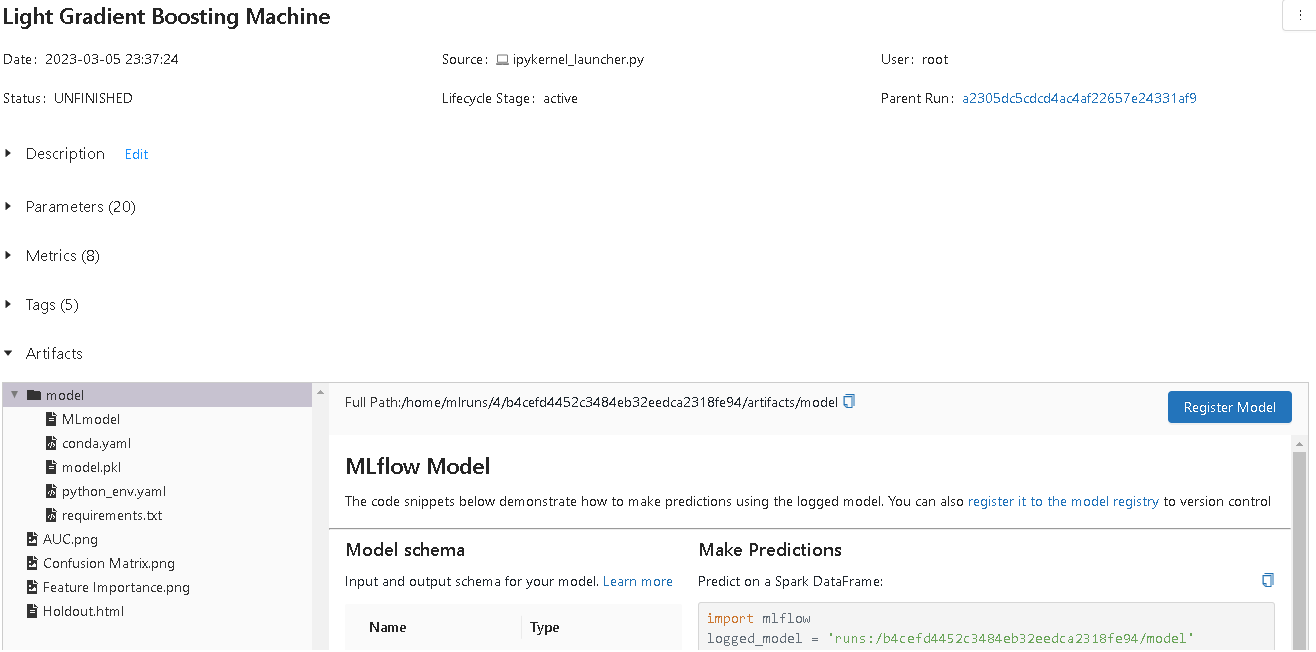 Light Gradient Boosting Machine
Date: 2023-03-05 23:37:24
Source: ipykernel_launcher.py
User: root
Status: UNFINISHED
Lifecycle Stage: active
Parent Run: a2305dc5cdcd4ac4af22657e24331af9
Description Edit
Parameters (20)
Metrics (8)
Tags (5)
Artifacts
model
MLmodel
conda.yaml
model.pkl
python_env.yaml
requirements.txt
AUC.png
Confusion Matrix.png
Feature Importance.png
Holdout.html
Full Path:/home/mlruns/4/b4cefd4452c3484eb32eedca2318fe94/artifacts/model
Register Model
MLflow Model
The code snippets below demonstrate how to make predictions using the logged model. You can also register it to the model registry to version control
Model schema
Input and output schema for your model. Learn more
Name Type
Make Predictions
Predict on a Spark DataFrame:
import mlflow
logged_model = 'runs:/b4cefd4452c3484eb32eedca2318fe94/model'